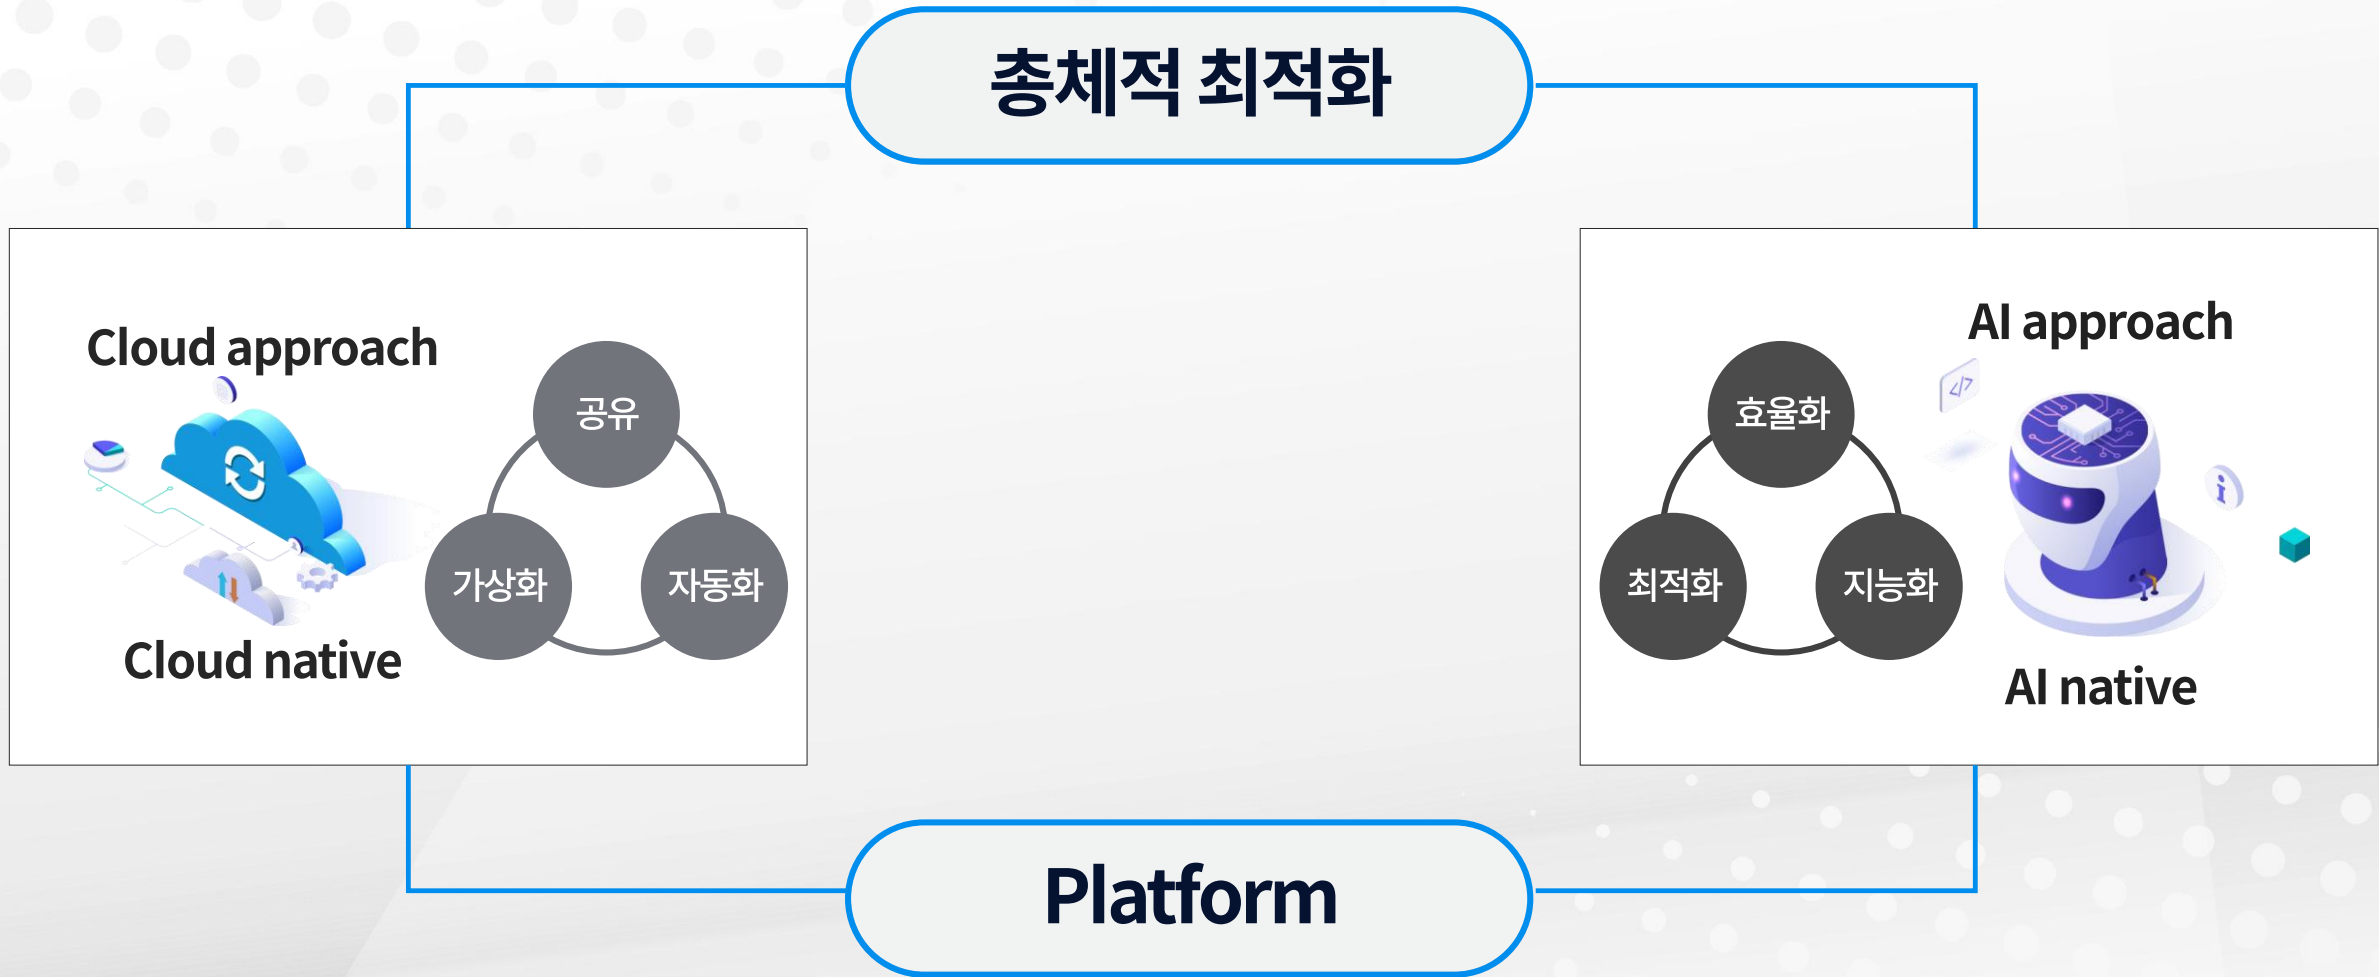 총체적 최적화
Cloud approach
공유
가상화
자동화
Cloud native
AI approach
효율화
최적화
지능화
AI native
Platform